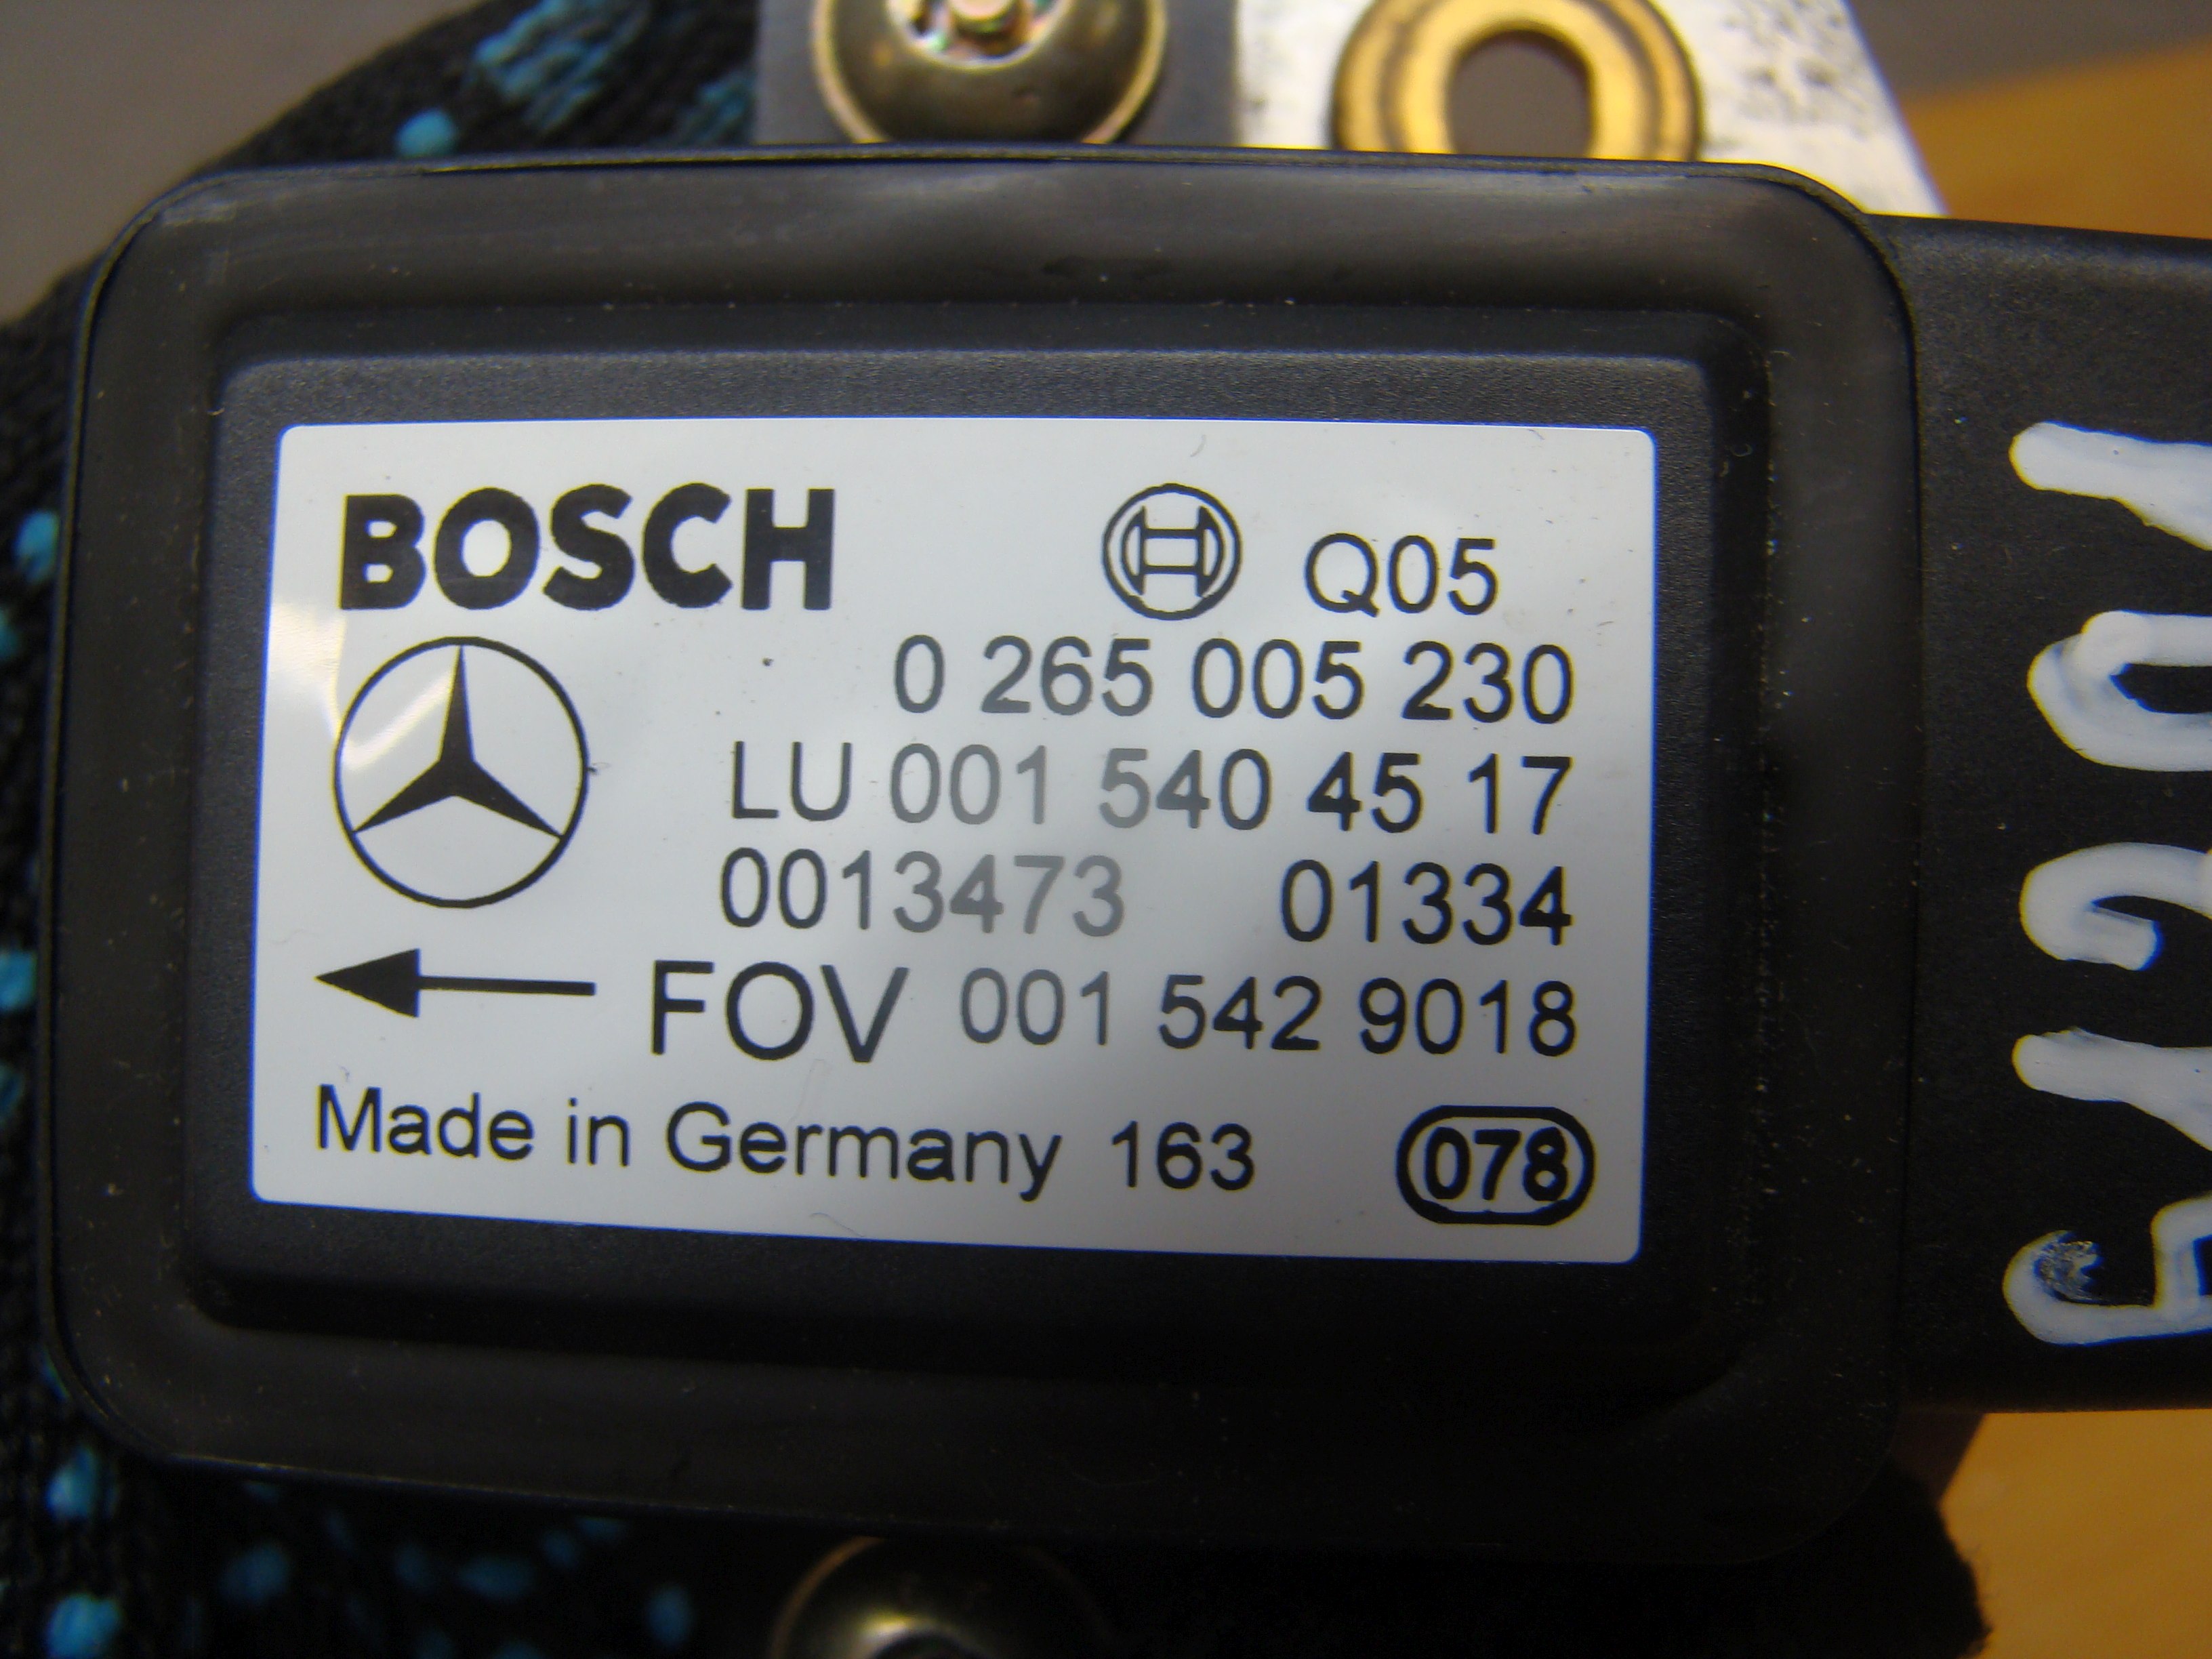 BOSCH Q05
0 265 005 230
LU 001 540 45 17
0013473 01334
FOV 001 542 9018
Made in Germany 163 078